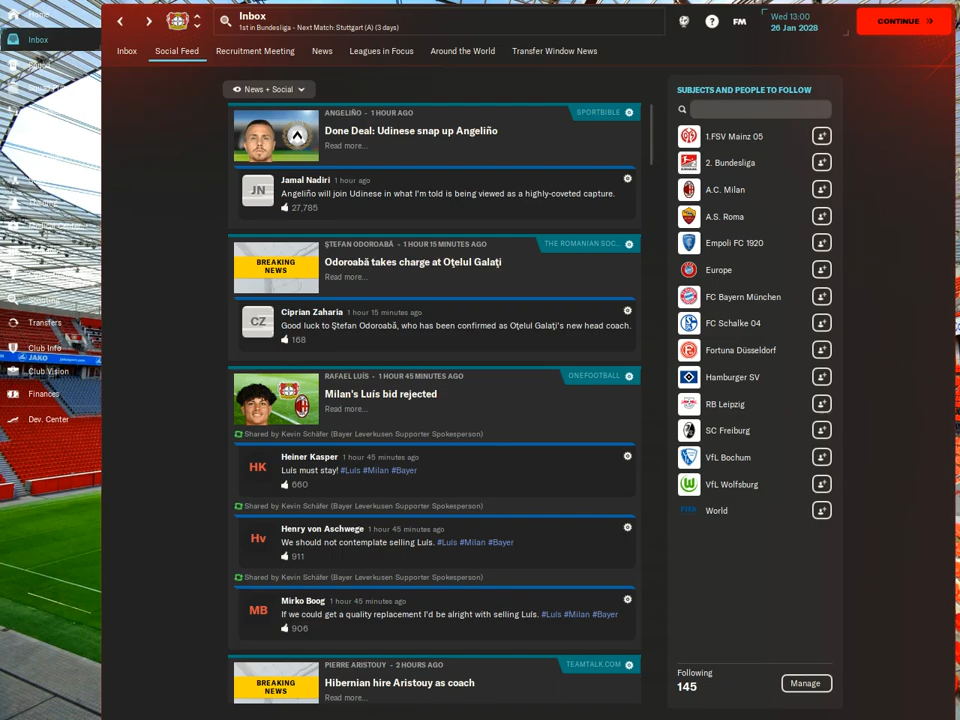 Home
Inbox
1st in Bundesliga - Next Match: Stuttgart (A) (3 days)
FM
Wed 13:00
26 Jan 2028
CONTINUE
Inbox
Inbox
Social Feed
Recruitment Meeting
News
Leagues in Focus
Around the World
Transfer Window News
Squad
Scouting
Transfers
Club Info
JAKO
Club Vision
Finances
Dev. Center
News + Social
ANGELIÑO - 1 HOUR AGO
SPORTBIBLE
Done Deal: Udinese snap up Angeliño
Read more...
JN
Jamal Nadiri 1 hour ago
Angeliño will join Udinese in what I'm told is being viewed as a highly-coveted capture.
27,785
ŞTEFAN ODOROABĂ - 1 HOUR 15 MINUTES AGO
THE ROMANIAN SOC...
BREAKING
NEWS
Odoroabă takes charge at Oţelul Galaţi
Read more...
CZ
Ciprian Zaharia 1 hour 15 minutes ago
Good luck to Ştefan Odoroabă, who has been confirmed as Oţelul Galaţi's new head coach.
168
RAFAEL LUÍS - 1 HOUR 45 MINUTES AGO
ONEFOOTBALL
Milan's Luís bid rejected
Read more...
Shared by Kevin Schäfer (Bayer Leverkusen Supporter Spokesperson)
HK
Heiner Kasper 1 hour 45 minutes ago
Luís must stay! #Luís #Milan #Bayer
660
Shared by Kevin Schäfer (Bayer Leverkusen Supporter Spokesperson)
Hv
Henry von Aschwege 1 hour 45 minutes ago
We should not contemplate selling Luís. #Luís #Milan #Bayer
911
Shared by Kevin Schäfer (Bayer Leverkusen Supporter Spokesperson)
MB
Mirko Boog 1 hour 45 minutes ago
If we could get a quality replacement I'd be alright with selling Luís. #Luís #Milan #Bayer
906
PIERRE ARISTOUY - 2 HOURS AGO
TEAMTALK.COM
BREAKING
NEWS
Hibernian hire Aristouy as coach
Read more...
SUBJECTS AND PEOPLE TO FOLLOW
1.FSV Mainz 05
2. Bundesliga
A.C. Milan
A.S. Roma
Empoli FC 1920
Europe
FC Bayern München
FC Schalke 04
Fortuna Düsseldorf
Hamburger SV
RB Leipzig
SC Freiburg
VfL Bochum
VfL Wolfsburg
FIFA
World
Following
145
Manage